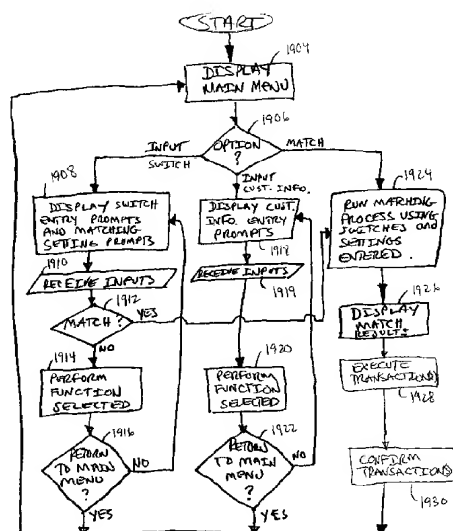 START
1904
DISPLAY
MAIN MENU
1906
OPTION
?
INPUT
SWITCH
MATCH
INPUT
CUST. INFO.
1908
DISPLAY SWITCH
ENTRY PROMPTS
AND MATCHING
SETTING PROMPTS
1910
RECEIVE INPUTS
1912
MATCH?
YES
NO
1914
PERFORM
FUNCTION
SELECTED
1916
RETURN
TO MAIN
MENU
?
NO
YES
DISPLAY CUST.
INFO. ENTRY
PROMPTS
1918
RECEIVE INPUTS
1919
1920
PERFORM
FUNCTION
SELECTED
1922
RETURN
TO MAIN
MENU
?
NO
YES
1924
RUN MATCHING
PROCESS USING
SWITCHES AND
SETTINGS
ENTERED.
1926
DISPLAY
MATCH
RESULT.
EXECUTE
TRANSACTION(S)
1928
CONFIRM
TRANSACTION(S)
1930